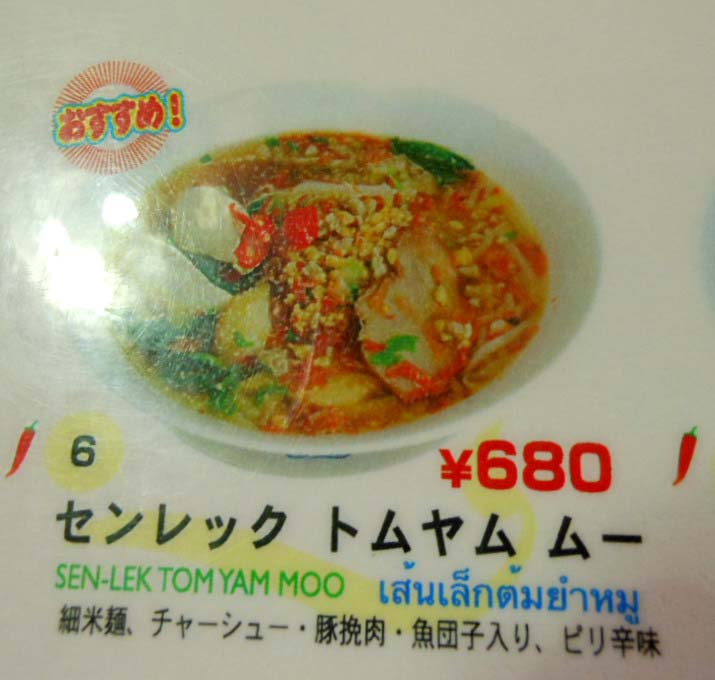 おすすめ!
6
¥680
センレック トムヤム ムー
SEN-LEK TOM YAM MOO เส้นเล็กต้มยำหมู
細米麺、チャーシュー・豚挽肉・魚団子入り、ピリ辛味